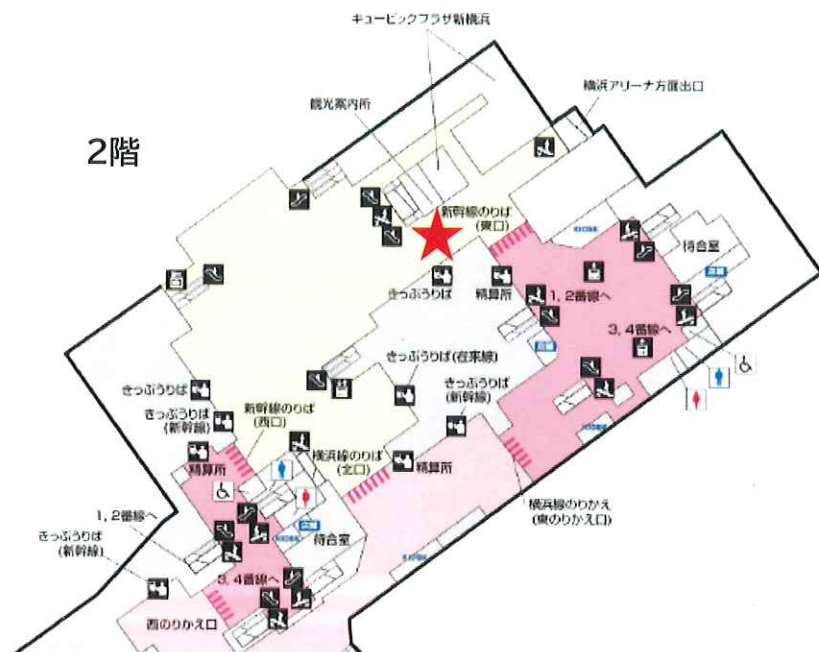 キュービックプラザ新横浜
横浜アリーナ方面出口
観光案内所
2階
新幹線のりば
(東口)
待合室
きっぷうりば
精算所
1, 2番線へ
3, 4番線へ
きっぷうりば(在来線)
きっぷうりば
(新幹線)
きっぷうりば
きっぷうりば
(新幹線)
新幹線のりば
(西口)
精算所
横浜線のりば
(北口)
精算所
横浜線のりかえ
(東のりかえ口)
1, 2番線へ
きっぷうりば
(新幹線)
待合室
3, 4番線へ
西のりかえ口